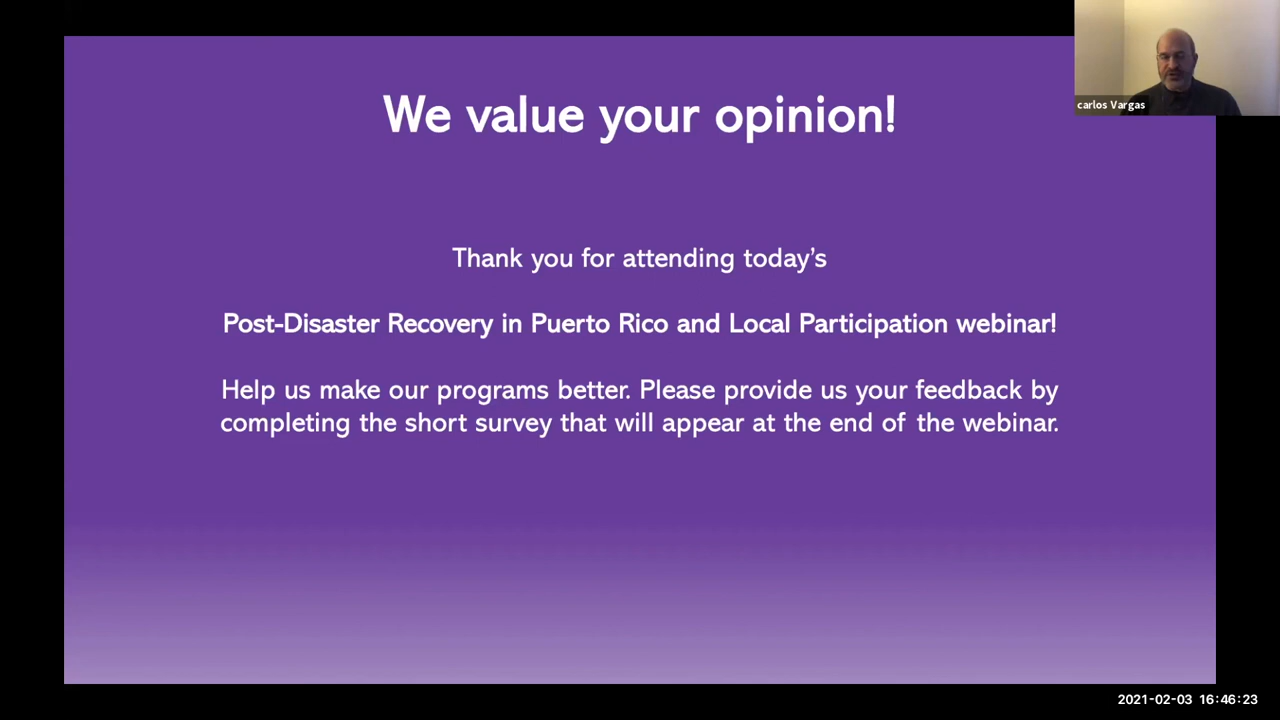 We value your opinion!
carlos Vargas
Thank you for attending today’s
Post-Disaster Recovery in Puerto Rico and Local Participation webinar!
Help us make our programs better. Please provide us your feedback by
completing the short survey that will appear at the end of the webinar.
2021-02-03 16:46:23